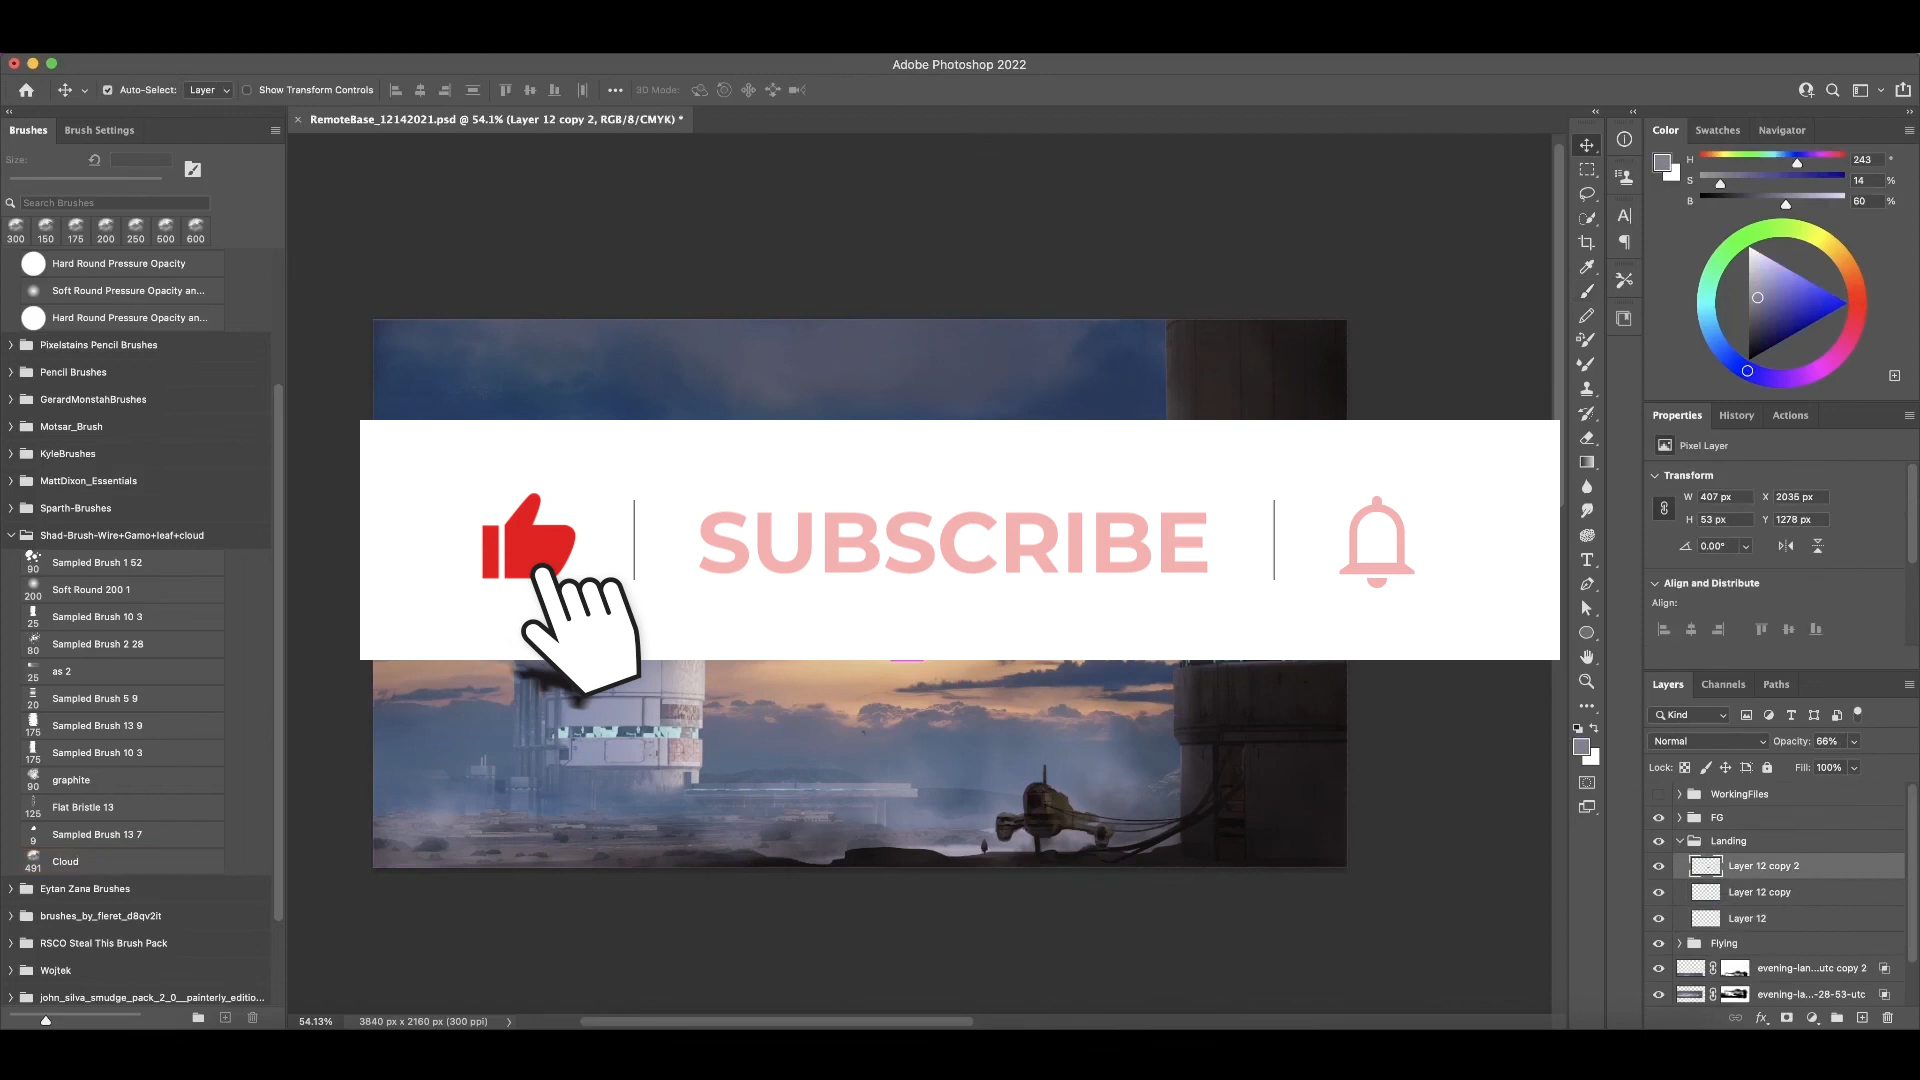 Adobe Photoshop 2022
Auto-Select: Layer Show Transform Controls 3D Mode:
Brushes Brush Settings
RemoteBase_12142021.psd @ 54.1% (Layer 12 copy 2, RGB/8/CMYK) *
Color Swatches Navigator
Size:
H 243 °
S 14 %
B 60 %
Search Brushes
300 150 175 200 250 500 600
Hard Round Pressure Opacity
Soft Round Pressure Opacity an...
Hard Round Pressure Opacity an...
Pixelstains Pencil Brushes
Pencil Brushes
GerardMonstahBrushes
Motsar_Brush
KyleBrushes
MattDixon_Essentials
Sparth-Brushes
Shad-Brush-Wire+Gamo+leaf+cloud
90 Sampled Brush 1 52
200 Soft Round 200 1
25 Sampled Brush 10 3
80 Sampled Brush 2 28
25 as 2
20 Sampled Brush 5 9
175 Sampled Brush 13 9
175 Sampled Brush 10 3
90 graphite
125 Flat Bristle 13
9 Sampled Brush 13 7
491 Cloud
Eytan Zana Brushes
brushes_by_fleret_d8qv2it
RSCO Steal This Brush Pack
Wojtek
john_silva_smudge_pack_2_0__painterly_editio...
SUBSCRIBE
54.13% 3840 px x 2160 px (300 ppi)
Properties History Actions
Pixel Layer
Transform
W 407 px X 2035 px
H 53 px Y 1278 px
0.00°
Align and Distribute
Align:
Layers Channels Paths
Kind
Normal Opacity: 66%
Lock: Fill: 100%
WorkingFiles
FG
Landing
Layer 12 copy 2
Layer 12 copy
Layer 12
Flying
evening-lan...utc copy 2
evening-la...-28-53-utc